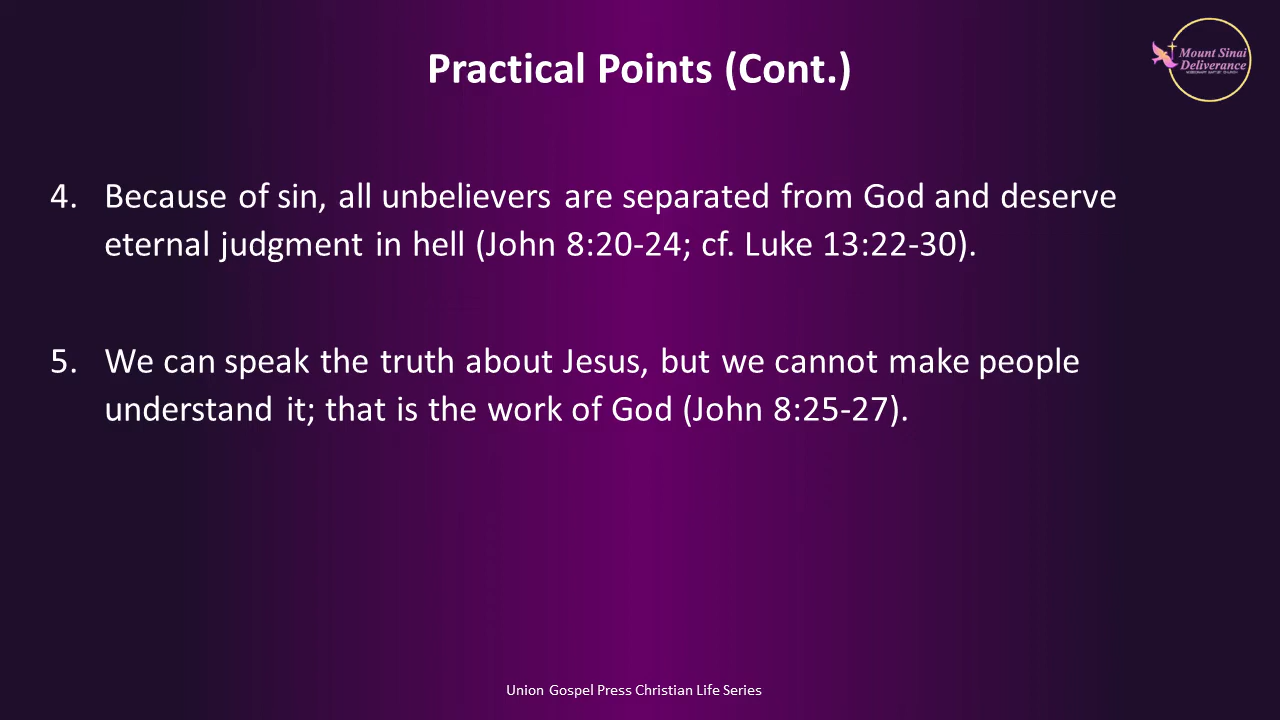 Practical Points (Cont.)
Mount Sinai
Deliverance
MISSIONARY BAPTIST CHURCH
4. Because of sin, all unbelievers are separated from God and deserve
eternal judgment in hell (John 8:20-24; cf. Luke 13:22-30).
5. We can speak the truth about Jesus, but we cannot make people
understand it; that is the work of God (John 8:25-27).
Union Gospel Press Christian Life Series